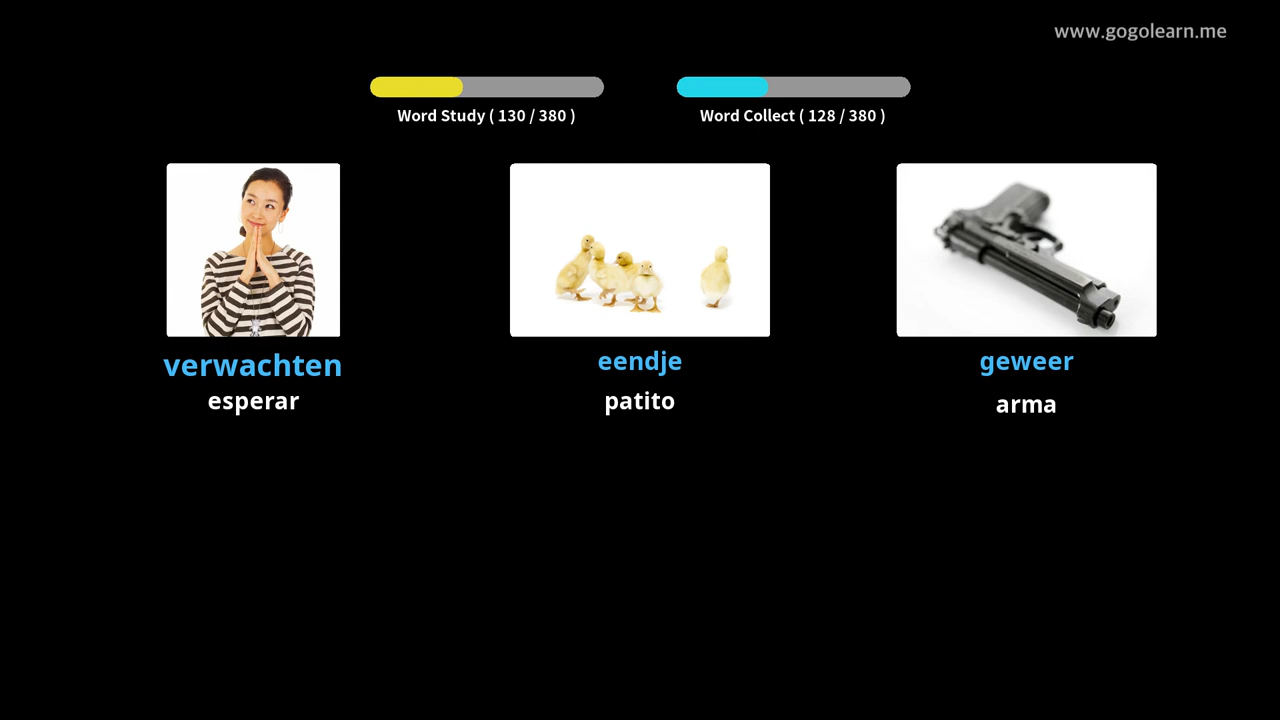 www.gogolearn.me
Word Study ( 130 / 380 )
Word Collect ( 128 / 380 )
verwachten
esperar
eendje
patito
geweer
arma